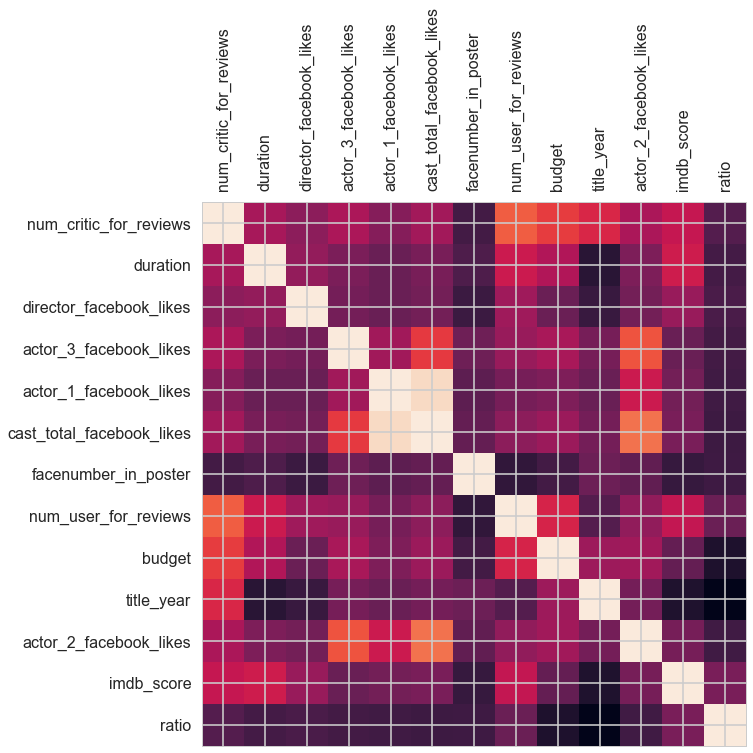 num_critic_for_reviews
duration
director_facebook_likes
actor_3_facebook_likes
actor_1_facebook_likes
cast_total_facebook_likes
facenumber_in_poster
num_user_for_reviews
budget
title_year
actor_2_facebook_likes
imdb_score
ratio
num_critic_for_reviews
duration
director_facebook_likes
actor_3_facebook_likes
actor_1_facebook_likes
cast_total_facebook_likes
facenumber_in_poster
num_user_for_reviews
budget
title_year
actor_2_facebook_likes
imdb_score
ratio